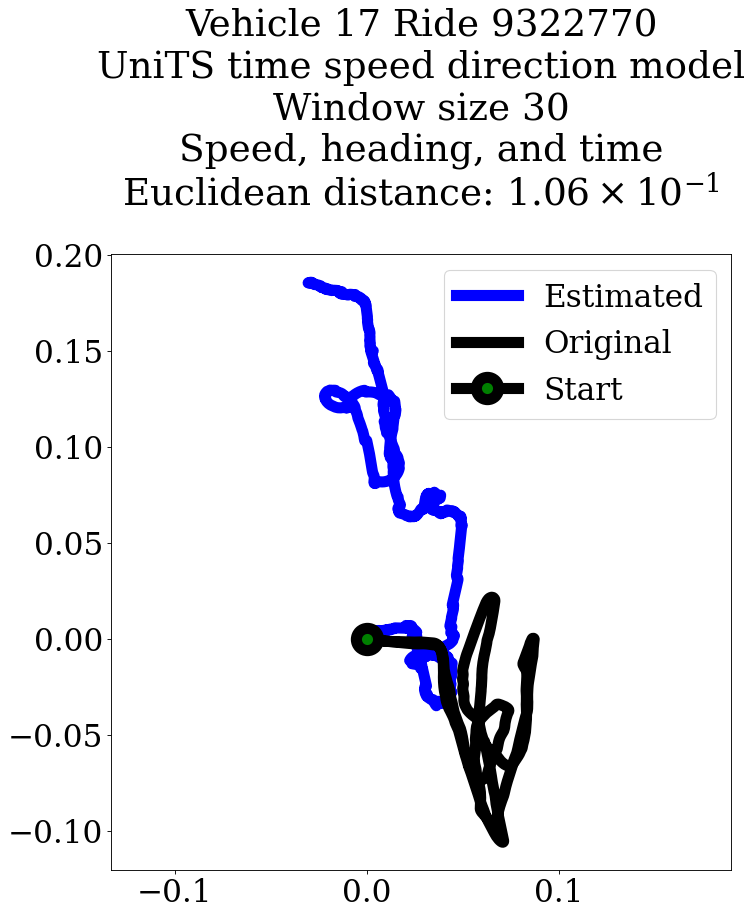 Vehicle 17 Ride 9322770
UniTS time speed direction model
Window size 30
Speed, heading, and time
Euclidean distance: 1.06 × 10⁻¹
0.20
0.15
0.10
0.05
0.00
−0.05
−0.10
Estimated
Original
Start
−0.1
0.0
0.1